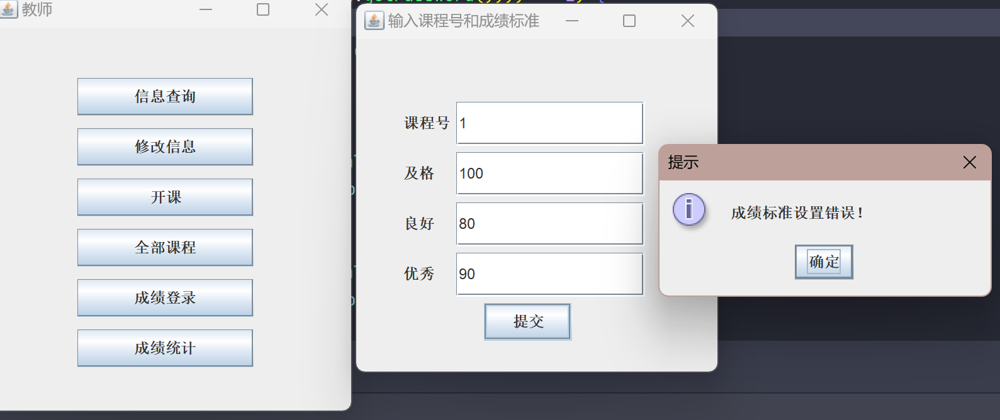 教师
信息查询
修改信息
开课
全部课程
成绩登录
成绩统计
输入课程号和成绩标准
课程号 1
及格 100
良好 80
优秀 90
提交
提示
成绩标准设置错误！
确定